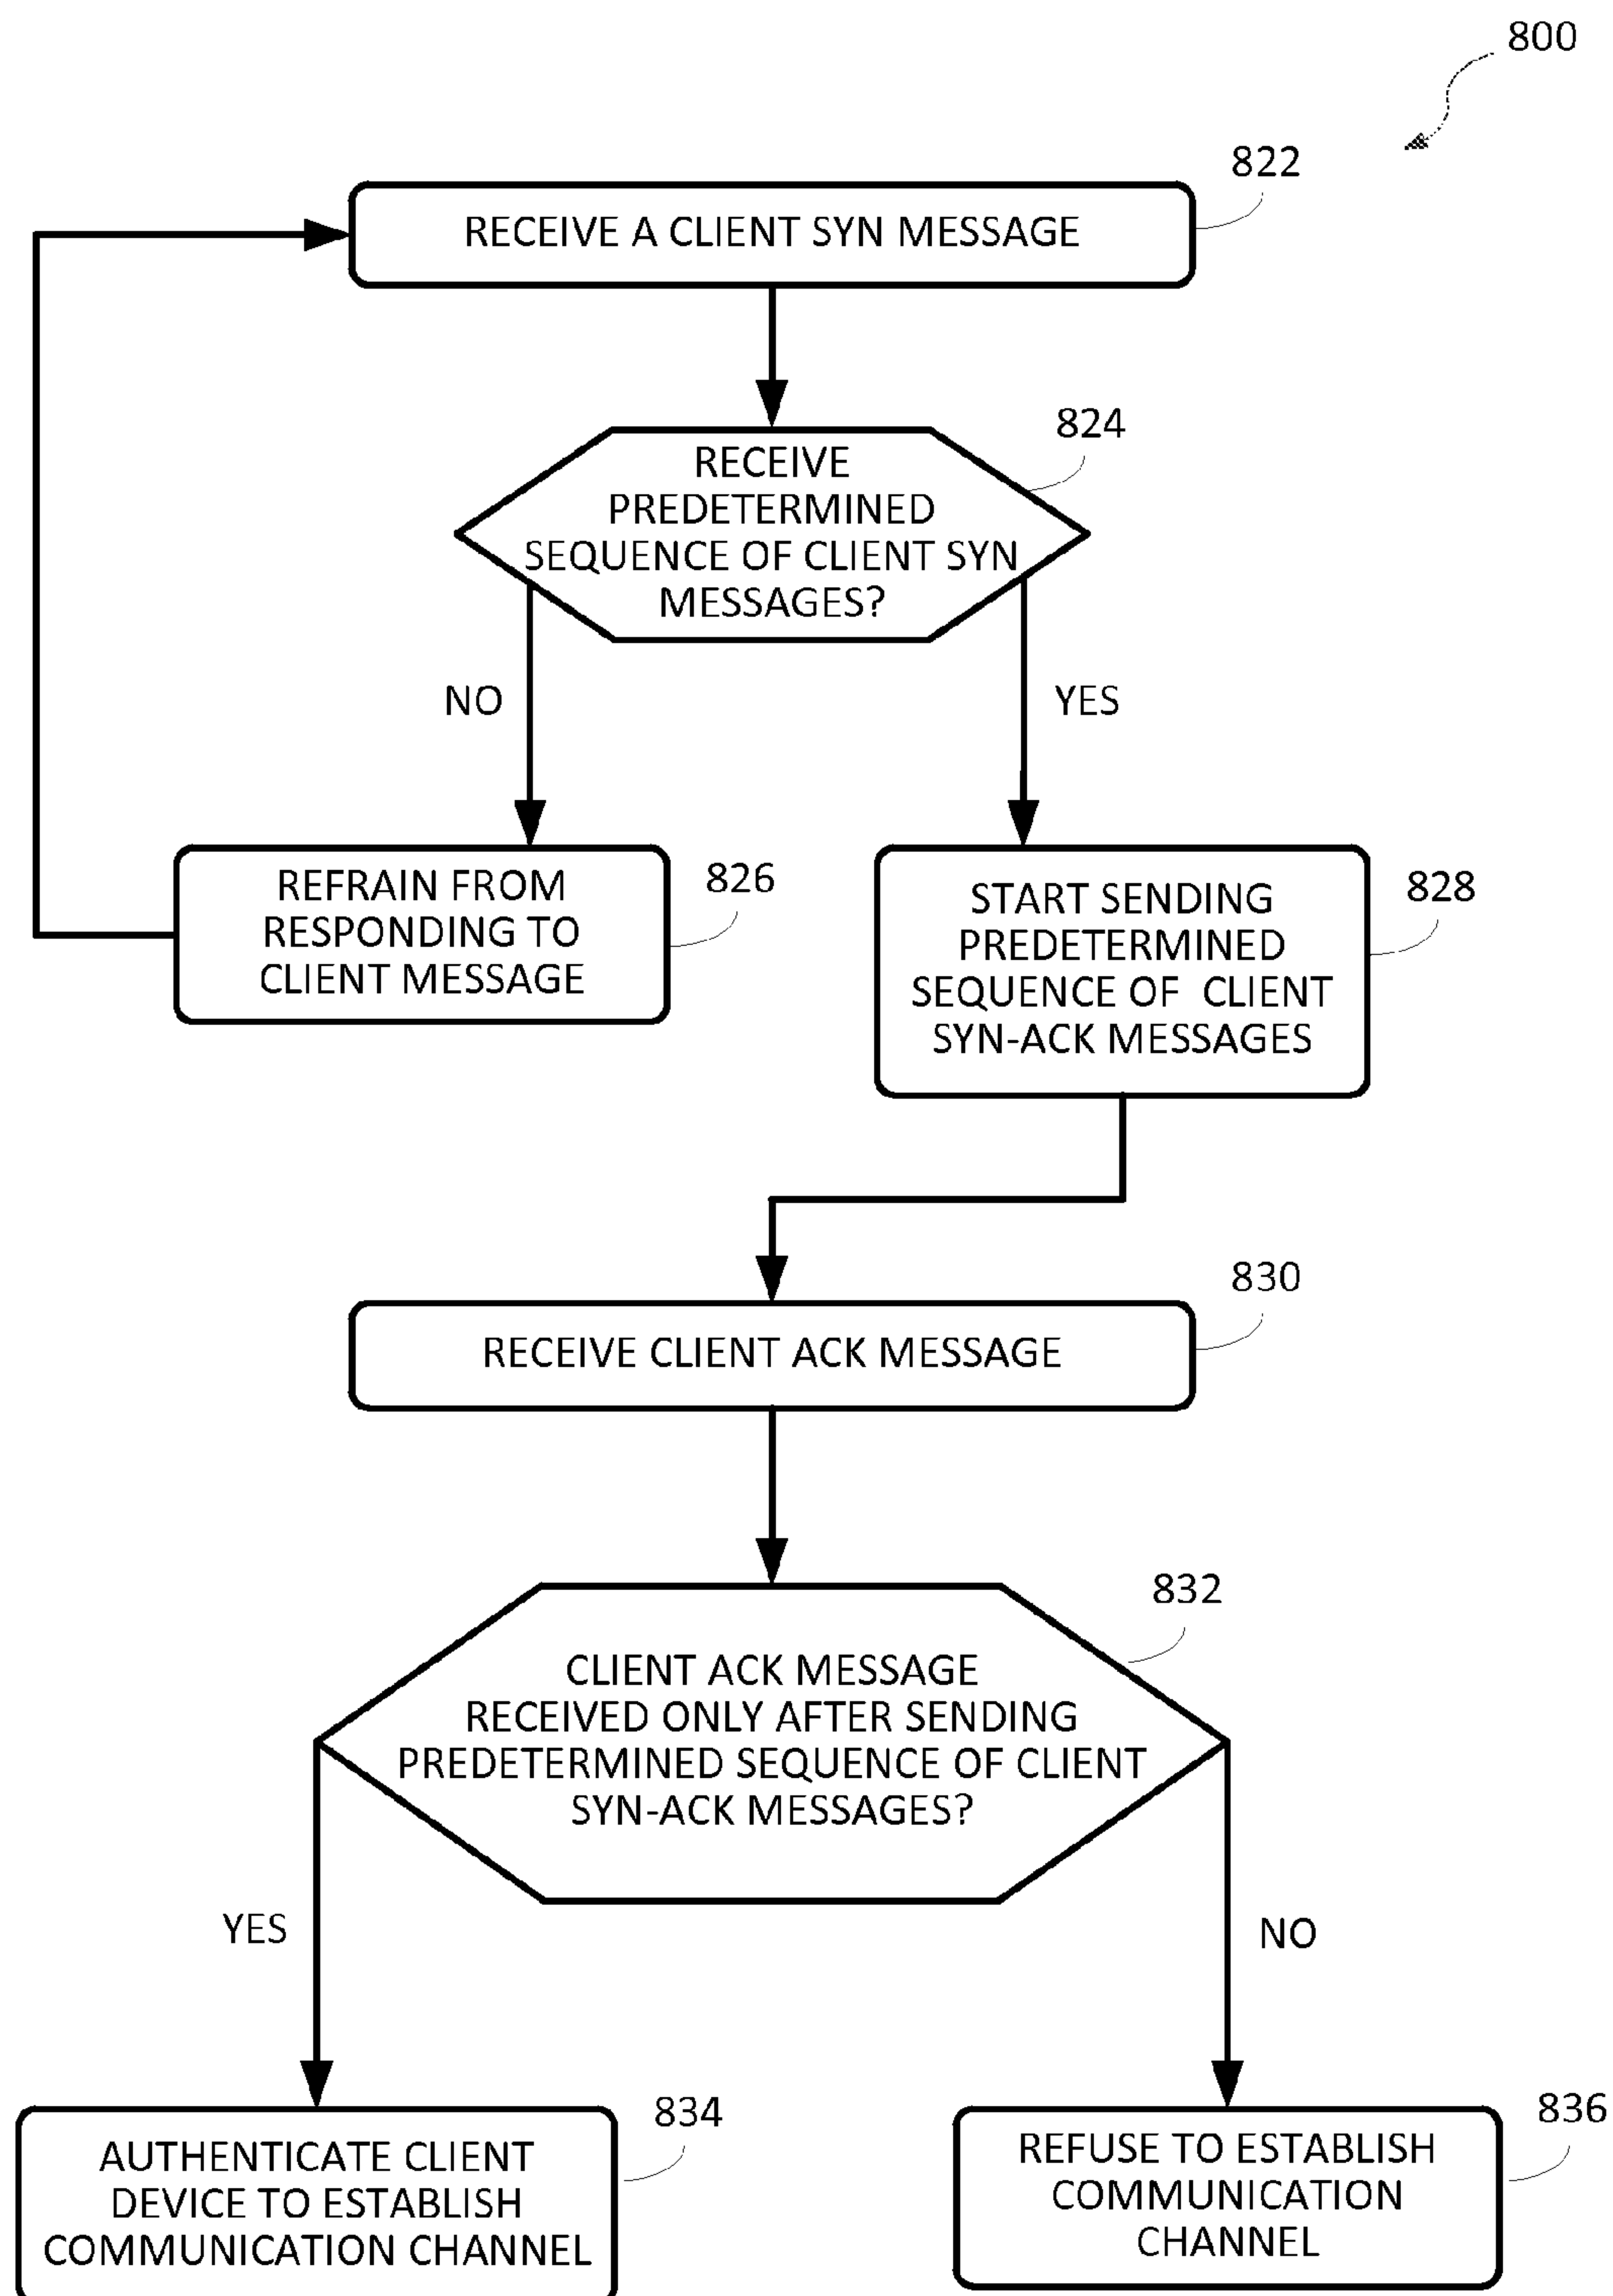 800
822
RECEIVE A CLIENT SYN MESSAGE
824
RECEIVE
PREDETERMINED
SEQUENCE OF CLIENT SYN
MESSAGES?
NO
YES
826
REFRAIN FROM
RESPONDING TO
CLIENT MESSAGE
828
START SENDING
PREDETERMINED
SEQUENCE OF CLIENT
SYN-ACK MESSAGES
830
RECEIVE CLIENT ACK MESSAGE
832
CLIENT ACK MESSAGE
RECEIVED ONLY AFTER SENDING
PREDETERMINED SEQUENCE OF CLIENT
SYN-ACK MESSAGES?
YES
NO
834
AUTHENTICATE CLIENT
DEVICE TO ESTABLISH
COMMUNICATION CHANNEL
836
REFUSE TO ESTABLISH
COMMUNICATION
CHANNEL